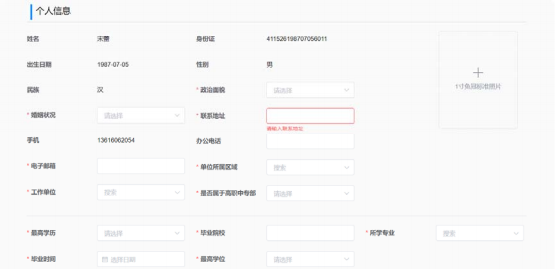 个人信息
姓名 宋蕾 身份证 411526198707056011
出生日期 1987-07-05 性别 男
民族 汉 * 政治面貌 请选择
1寸免冠标准照片
* 婚姻状况 请选择 * 联系地址
请输入联系地址
手机 13616062054 办公电话
* 电子邮箱 * 单位所属区域 搜索
* 工作单位 搜索 * 是否属于高职中专部 请选择
* 最高学历 请选择 * 毕业院校 * 所学专业 搜索
* 毕业时间 选择日期 * 最高学位 请选择